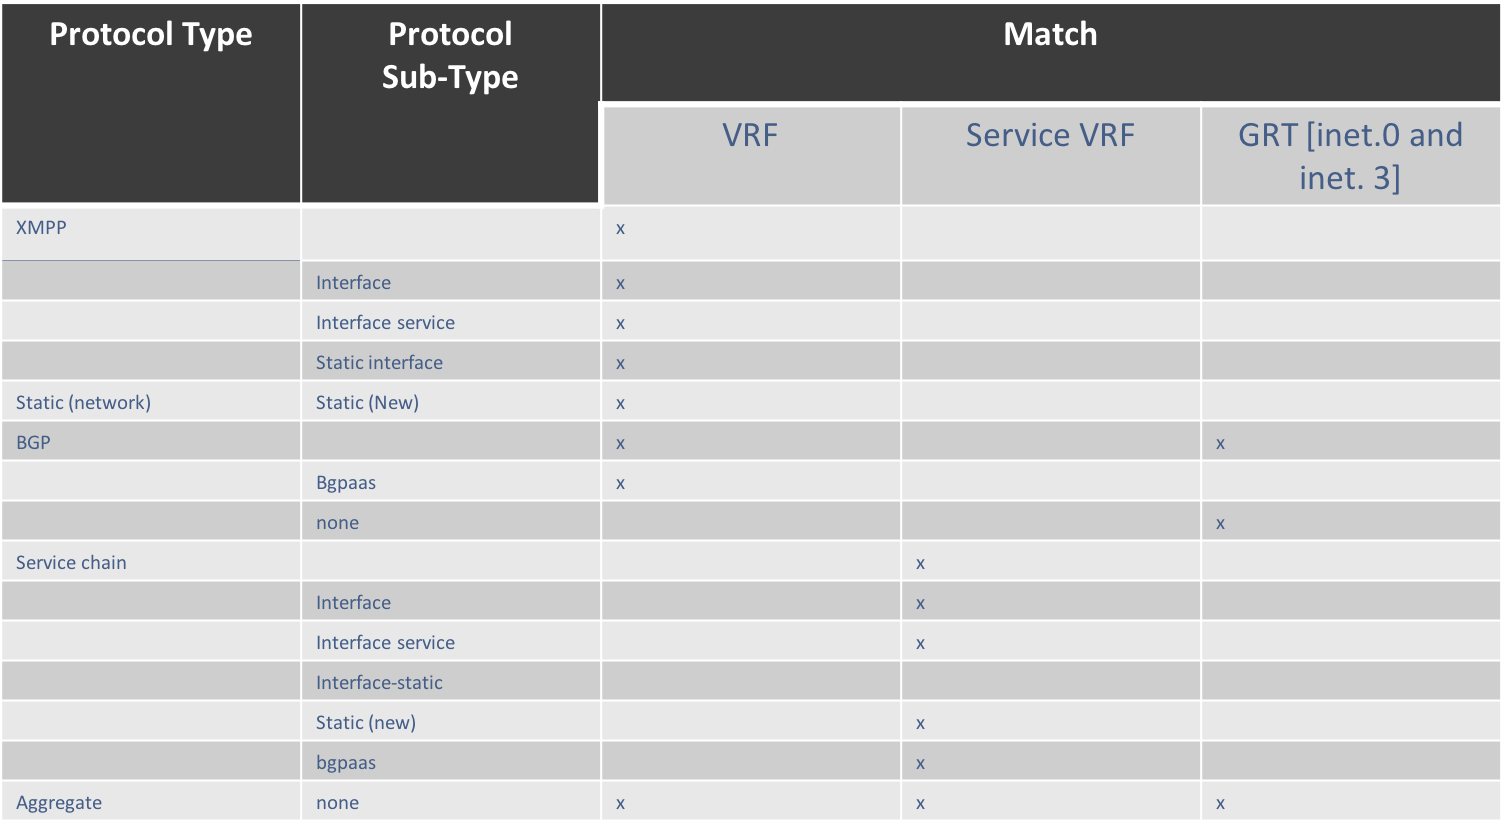 Protocol Type
Protocol
Sub-Type
Match
VRF
Service VRF
GRT [inet.0 and
inet. 3]
XMPP x
Interface x
Interface service x
Static interface x
Static (network) Static (New) x
BGP x x
Bgpaas x
none x
Service chain x
Interface x
Interface service x
Interface-static
Static (new) x
bgpaas x
Aggregate none x x x